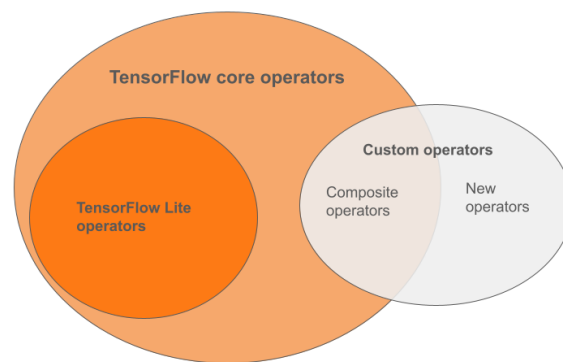 TensorFlow core operators
Custom operators
Composite
operators
New
operators
TensorFlow Lite
operators